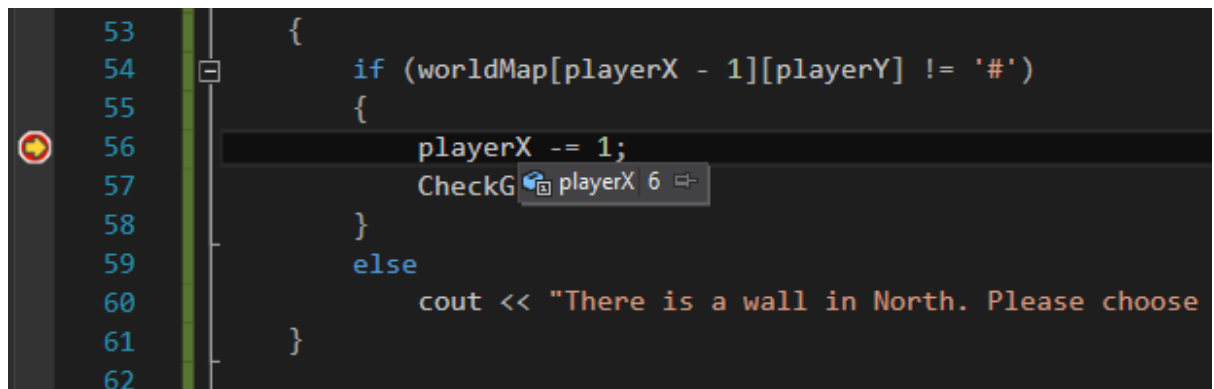 53 {
54 if (worldMap[playerX - 1][playerY] != '#')
55 {
56 playerX -= 1;
57 CheckG playerX 6
58 }
59 else
60 cout << "There is a wall in North. Please choose
61 }
62